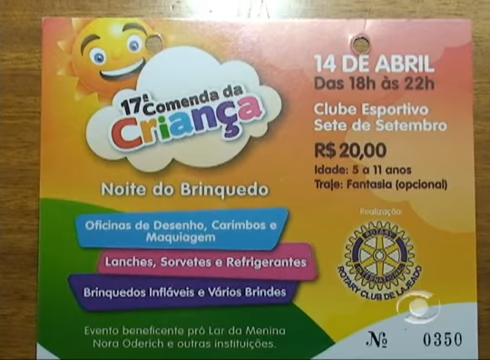 17ª Comenda da
Criança
Noite do Brinquedo
Oficinas de Desenho, Carimbos e
Maquiagem
Lanches, Sorvetes e Refrigerantes
Brinquedos Infláveis e Vários Brindes
Evento beneficente pró Lar da Menina
Nora Oderich e outras instituições.
14 DE ABRIL
Das 18h às 22h
Clube Esportivo
Sete de Setembro
R$ 20,00
Idade: 5 a 11 anos
Traje: Fantasia (opcional)
Realização:
ROTARY
INTERNATIONAL
ROTARY CLUB DE LAJEADO
Nº 0350